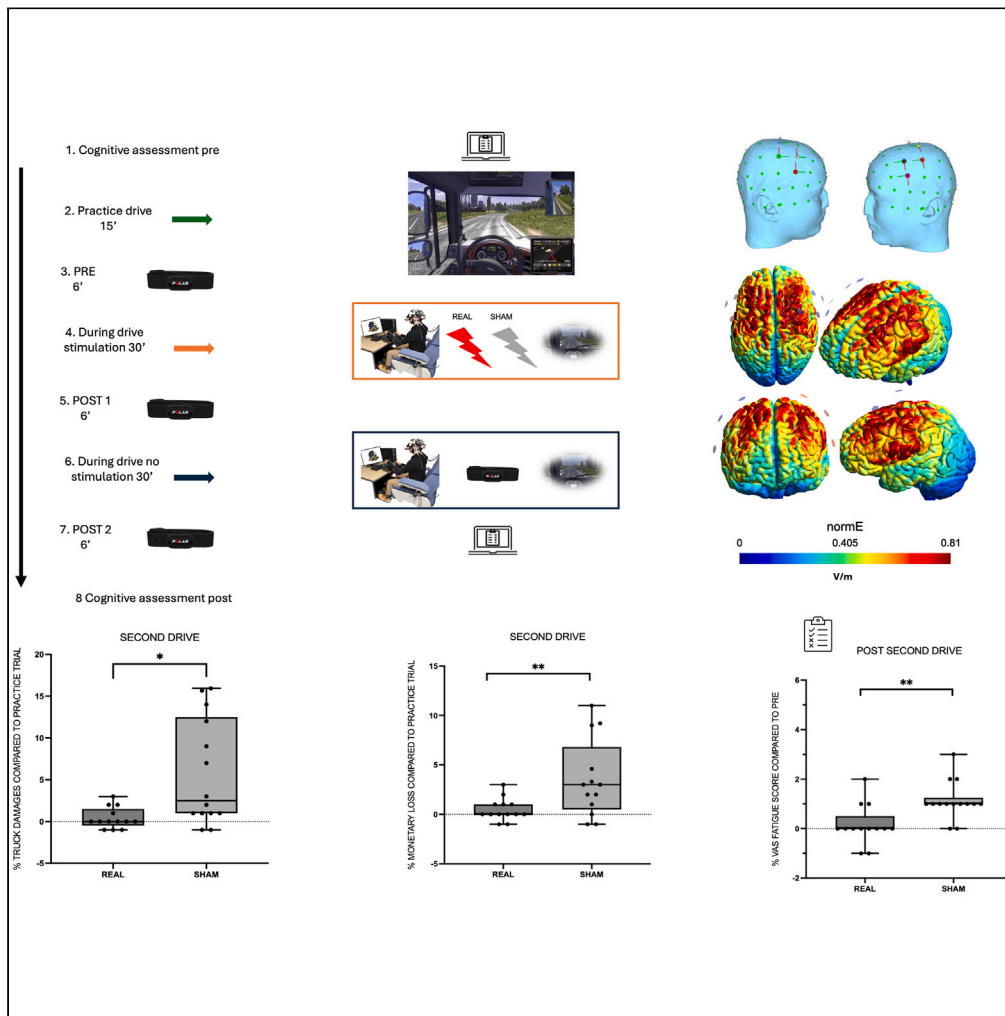 1. Cognitive assessment pre
2. Practice drive
15'
3. PRE
6'
POLAR
4. During drive
stimulation 30'
REAL
SHAM
5. POST 1
6'
POLAR
6. During drive no
stimulation 30'
7. POST 2
6'
POLAR
8 Cognitive assessment post
normE
0
0.405
0.81
V/m
SECOND DRIVE
*
% TRUCK DAMAGES COMPARED TO PRACTICE TRIAL
20
15
10
5
0
-5
REAL
SHAM
SECOND DRIVE
**
% MONETARY LOSS COMPARED TO PRACTICE TRIAL
15
10
5
0
-5
REAL
SHAM
POST SECOND DRIVE
**
% VAS FATIGUE SCORE COMPARED TO PRE
6
4
2
0
-2
REAL
SHAM